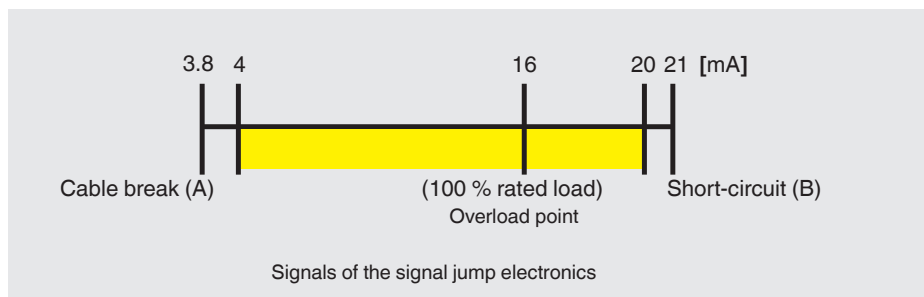 3.8 4 16 20 21 [mA]
Cable break (A) (100 % rated load) Short-circuit (B)
Overload point
Signals of the signal jump electronics